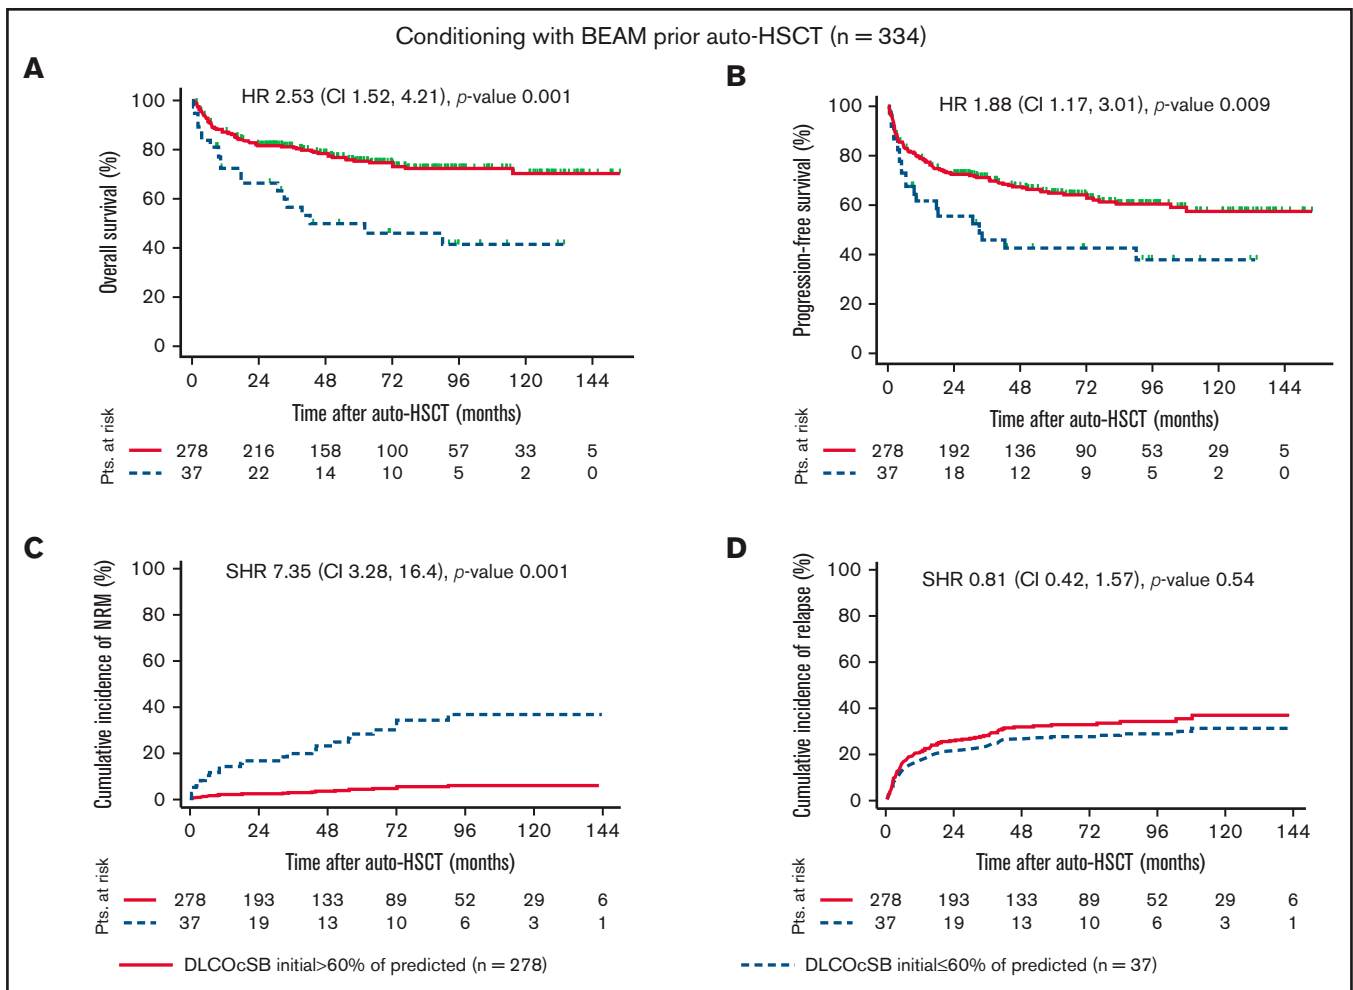 Conditioning with BEAM prior auto-HSCT (n = 334)
A
HR 2.53 (CI 1.52, 4.21), p-value 0.001
Overall survival (%)
100
80
60
40
20
0
0 24 48 72 96 120 144
Time after auto-HSCT (months)
Pts. at risk
278 216 158 100 57 33 5
37 22 14 10 5 2 0
B
HR 1.88 (CI 1.17, 3.01), p-value 0.009
Progression-free survival (%)
100
80
60
40
20
0
0 24 48 72 96 120 144
Time after auto-HSCT (months)
Pts. at risk
278 192 136 90 53 29 5
37 18 12 9 5 2 0
C
SHR 7.35 (CI 3.28, 16.4), p-value 0.001
Cumulative incidence of NRM (%)
100
80
60
40
20
0
0 24 48 72 96 120 144
Time after auto-HSCT (months)
Pts. at risk
278 193 133 89 52 29 6
37 19 13 10 6 3 1
D
SHR 0.81 (CI 0.42, 1.57), p-value 0.54
Cumulative incidence of relapse (%)
100
80
60
40
20
0
0 24 48 72 96 120 144
Time after auto-HSCT (months)
Pts. at risk
278 193 133 89 52 29 6
37 19 13 10 6 3 1
DLCOcSB initial>60% of predicted (n = 278)
DLCOcSB initial≤60% of predicted (n = 37)